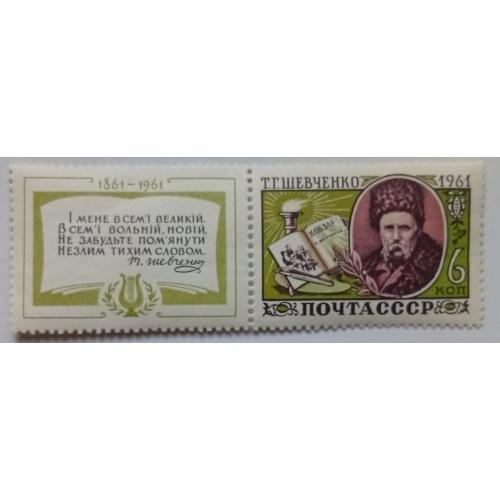 1861–1961
І МЕНЕ В СЕМ'Ї ВЕЛИКІЙ,
В СЕМ'Ї ВОЛЬНІЙ, НОВІЙ,
НЕ ЗАБУДЬТЕ ПОМ'ЯНУТИ
НЕЗЛИМ ТИХИМ СЛОВОМ.
Т. Шевченко
Т.Г.ШЕВЧЕНКО 1961
КОБЗАР
6
КОП
ПОЧТА СССР